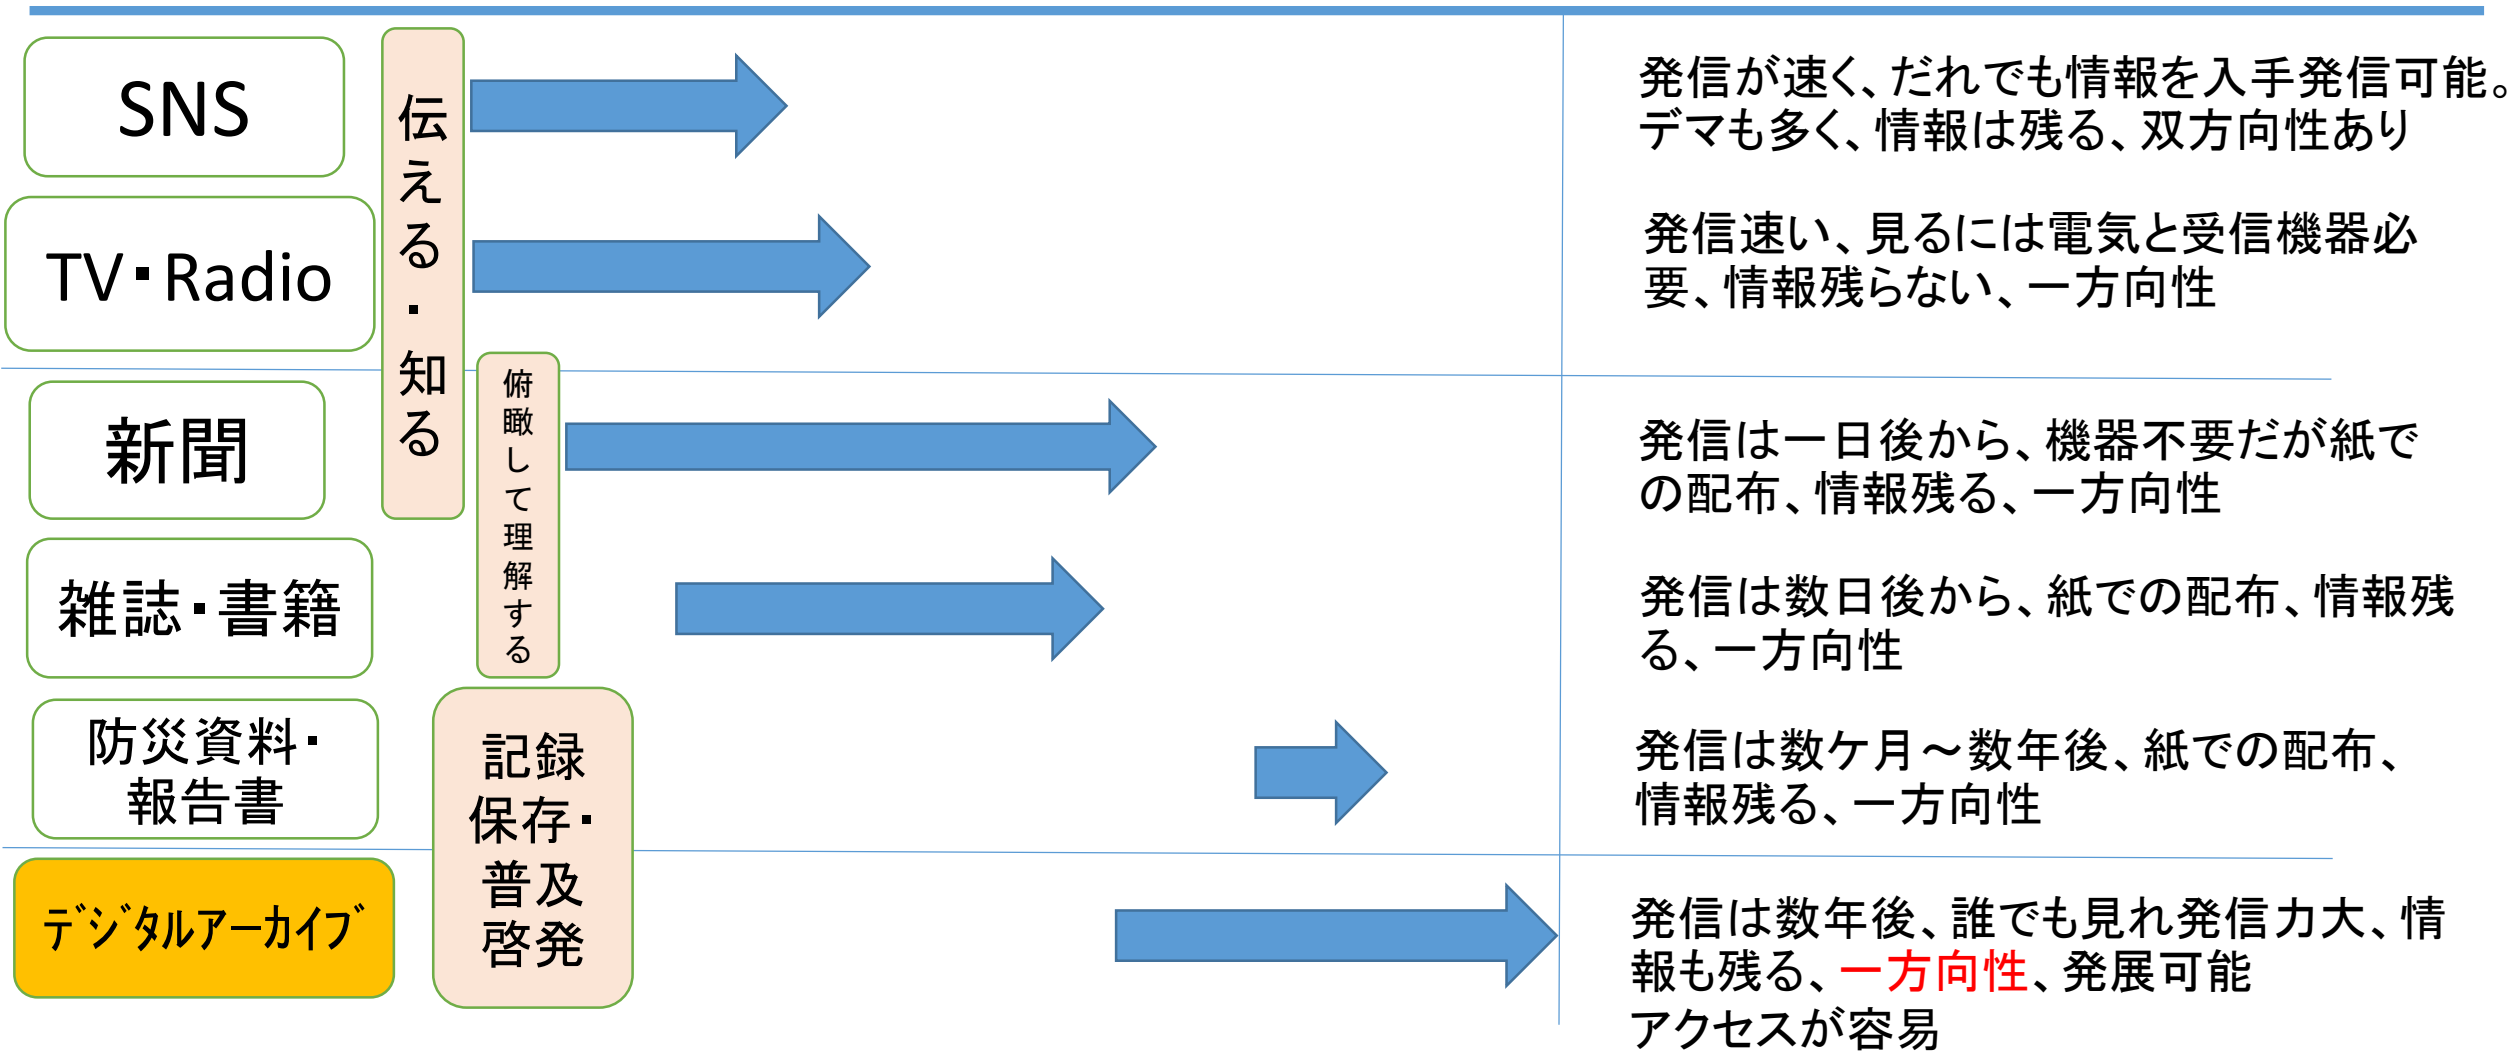 SNS
伝える・知る
発信が速く、だれでも情報を入手発信可能。
デマも多く、情報は残る、双方向性あり
TV・Radio
発信速い、見るには電気と受信機器必
要、情報残らない、一方向性
俯瞰して理解する
新聞
発信は一日後から、機器不要だが紙で
の配布、情報残る、一方向性
雑誌・書籍
発信は数日後から、紙での配布、情報残
る、一方向性
防災資料・
報告書
記録
保存・
普及
啓発
発信は数ケ月～数年後、紙での配布、
情報残る、一方向性
デジタルアーカイブ
発信は数年後、誰でも見れ発信力大、情
報も残る、一方向性、発展可能
アクセスが容易